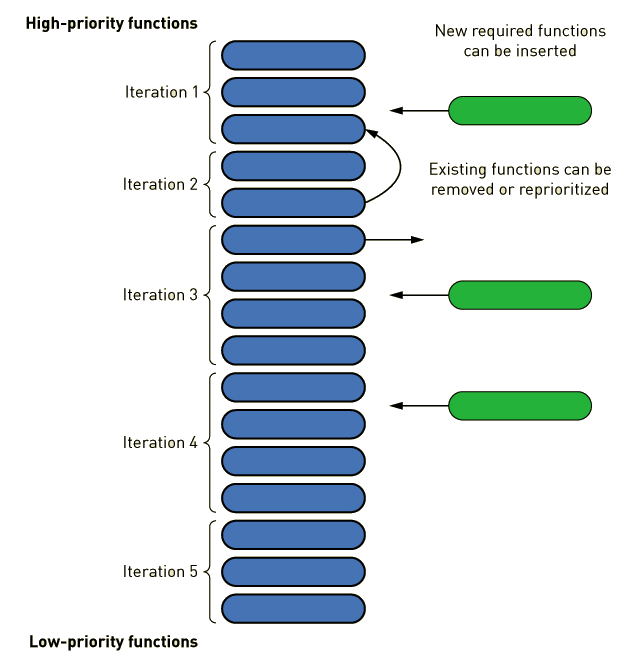 High-priority functions
New required functions
can be inserted
Iteration 1
Existing functions can be
removed or reprioritized
Iteration 2
Iteration 3
Iteration 4
Iteration 5
Low-priority functions